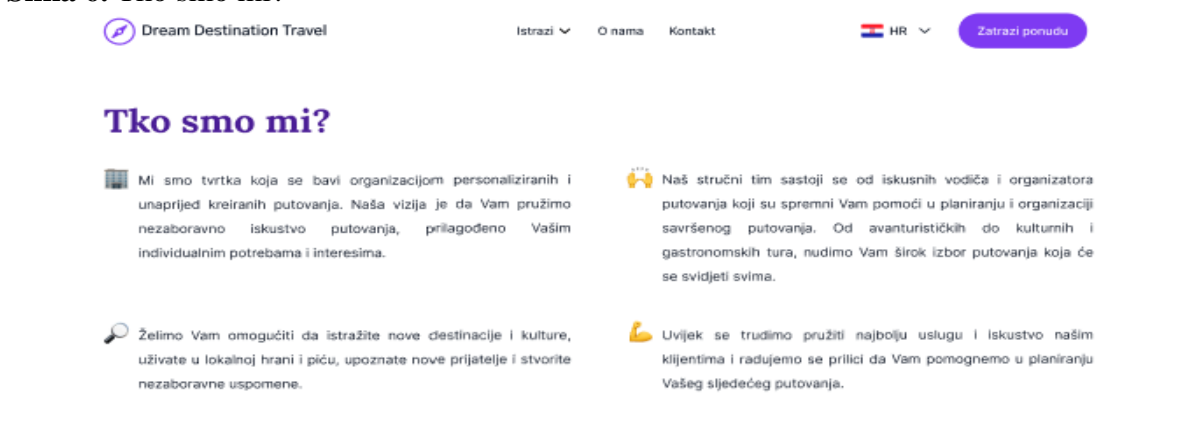 Dream Destination Travel
Istrazi
O nama
Kontakt
HR
Zatrazi ponudu
Tko smo mi?
Mi smo tvrtka koja se bavi organizacijom personaliziranih i
unaprijed kreiranih putovanja. Naša vizija je da Vam pružimo
nezaboravno iskustvo putovanja, prilagođeno Vašim
individualnim potrebama i interesima.
Naš stručni tim sastoji se od iskusnih vodiča i organizatora
putovanja koji su spremni Vam pomoći u planiranju i organizaciji
savršenog putovanja. Od avanturističkih do kulturnih i
gastronomskih tura, nudimo Vam širok izbor putovanja koja će
se svidjeti svima.
Želimo Vam omogućiti da istražite nove destinacije i kulture,
uživate u lokalnoj hrani i piću, upoznate nove prijatelje i stvorite
nezaboravne uspomene.
Uvijek se trudimo pružiti najbolju uslugu i iskustvo našim
klijentima i radujemo se prilici da Vam pomognemo u planiranju
Vašeg sljedećeg putovanja.